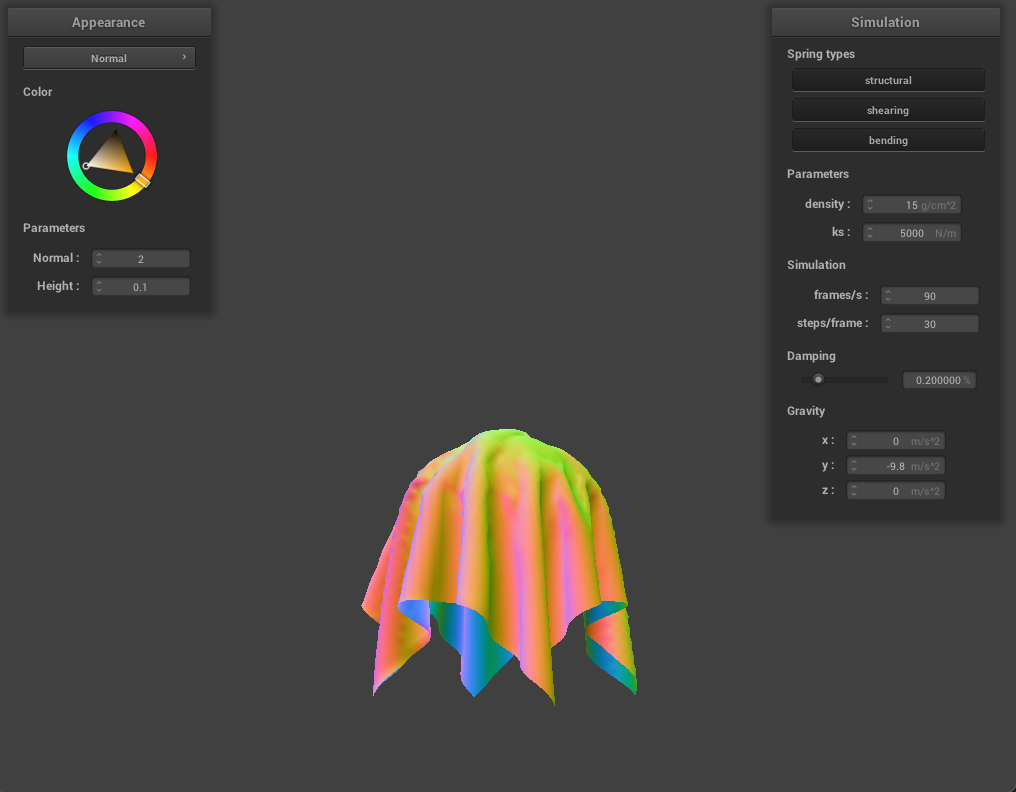 Appearance
Normal
Color
Parameters
Normal : 2
Height : 0.1
Simulation
Spring types
structural
shearing
bending
Parameters
density : 15 g/cm^2
ks : 5000 N/m
Simulation
frames/s : 90
steps/frame : 30
Damping
0.200000 %
Gravity
x : 0 m/s^2
y : -9.8 m/s^2
z : 0 m/s^2